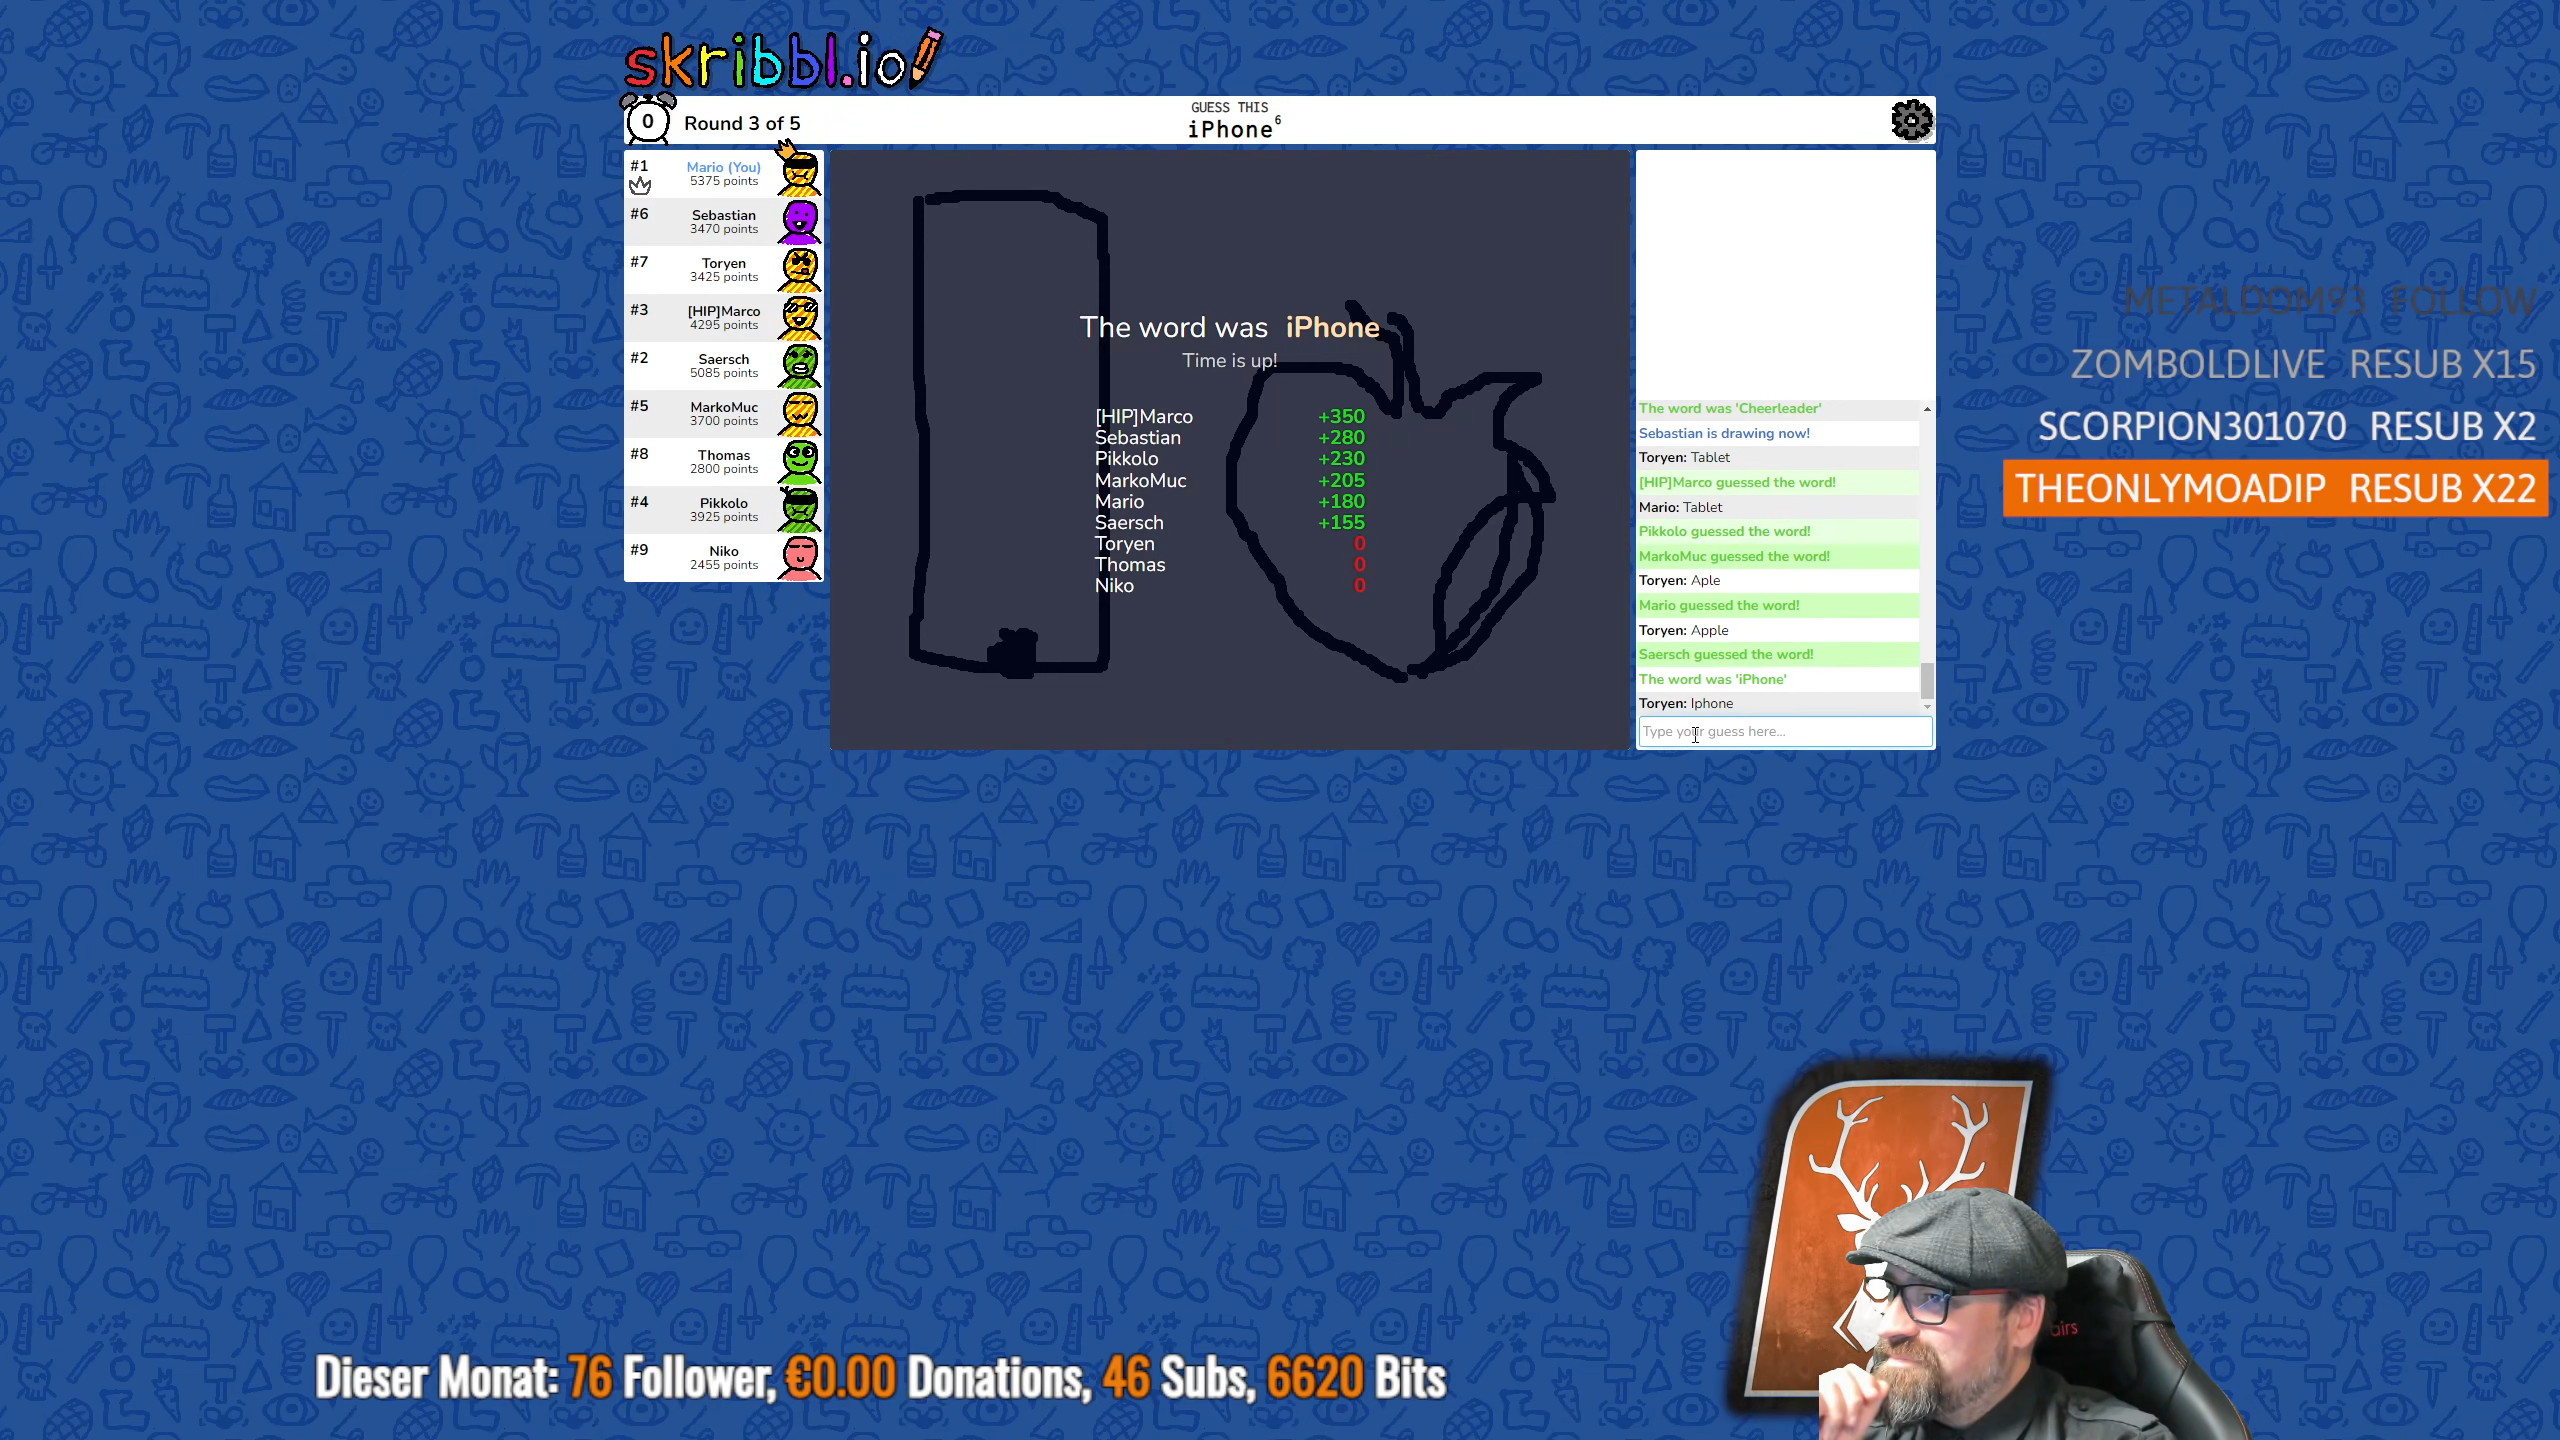 skribbl.io
0
Round 3 of 5
GUESS THIS
iPhone 6
#1
Mario (You)
5375 points
#6
Sebastian
3470 points
#7
Toryen
3425 points
#3
[HIP]Marco
4295 points
#2
Saersch
5085 points
#5
MarkoMuc
3700 points
#8
Thomas
2800 points
#4
Pikkolo
3925 points
#9
Niko
2455 points
The word was iPhone
Time is up!
[HIP]Marco +350
Sebastian +280
Pikkolo +230
MarkoMuc +205
Mario +180
Saersch +155
Toryen 0
Thomas 0
Niko 0
The word was 'Cheerleader'
Sebastian is drawing now!
Toryen: Tablet
[HIP]Marco guessed the word!
Mario: Tablet
Pikkolo guessed the word!
MarkoMuc guessed the word!
Toryen: Aple
Mario guessed the word!
Toryen: Apple
Saersch guessed the word!
The word was 'iPhone'
Toryen: Iphone
Type your guess here...
METALDOM93 FOLLOW
ZOMBOLDLIVE RESUB X15
SCORPION301070 RESUB X2
THEONLYMOADIP RESUB X22
airs
Dieser Monat: 76 Follower, €0.00 Donations, 46 Subs, 6620 Bits